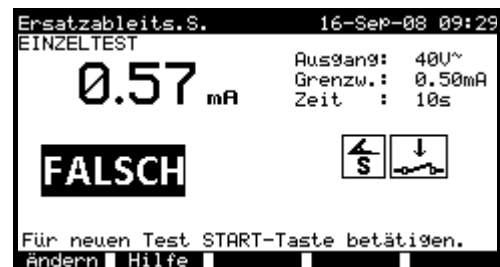 Ersatzableits.S. 16-Sep-08 09:29
EINZELTEST
0.57 mA
Ausgang: 40V~
Grenzw.: 0.50mA
Zeit : 10s
FALSCH
S
Für neuen Test START-Taste betätigen.
Ändern Hilfe